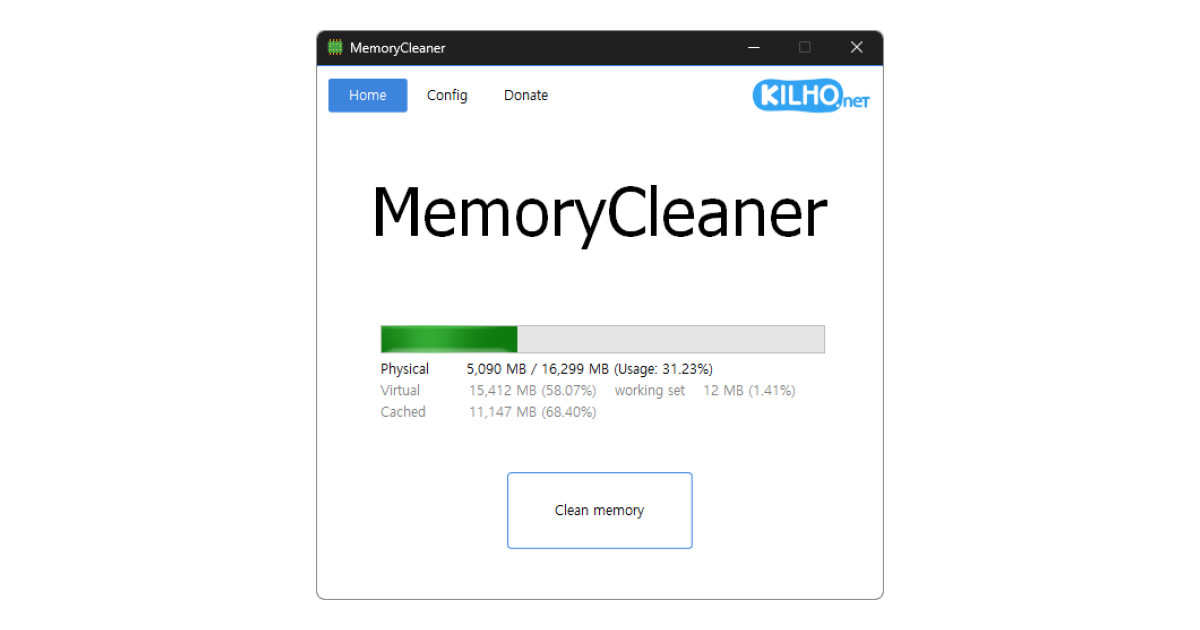 MemoryCleaner
Home Config Donate KILHO.net
MemoryCleaner
Physical 5,090 MB / 16,299 MB (Usage: 31.23%)
Virtual 15,412 MB (58.07%) working set 12 MB (1.41%)
Cached 11,147 MB (68.40%)
Clean memory